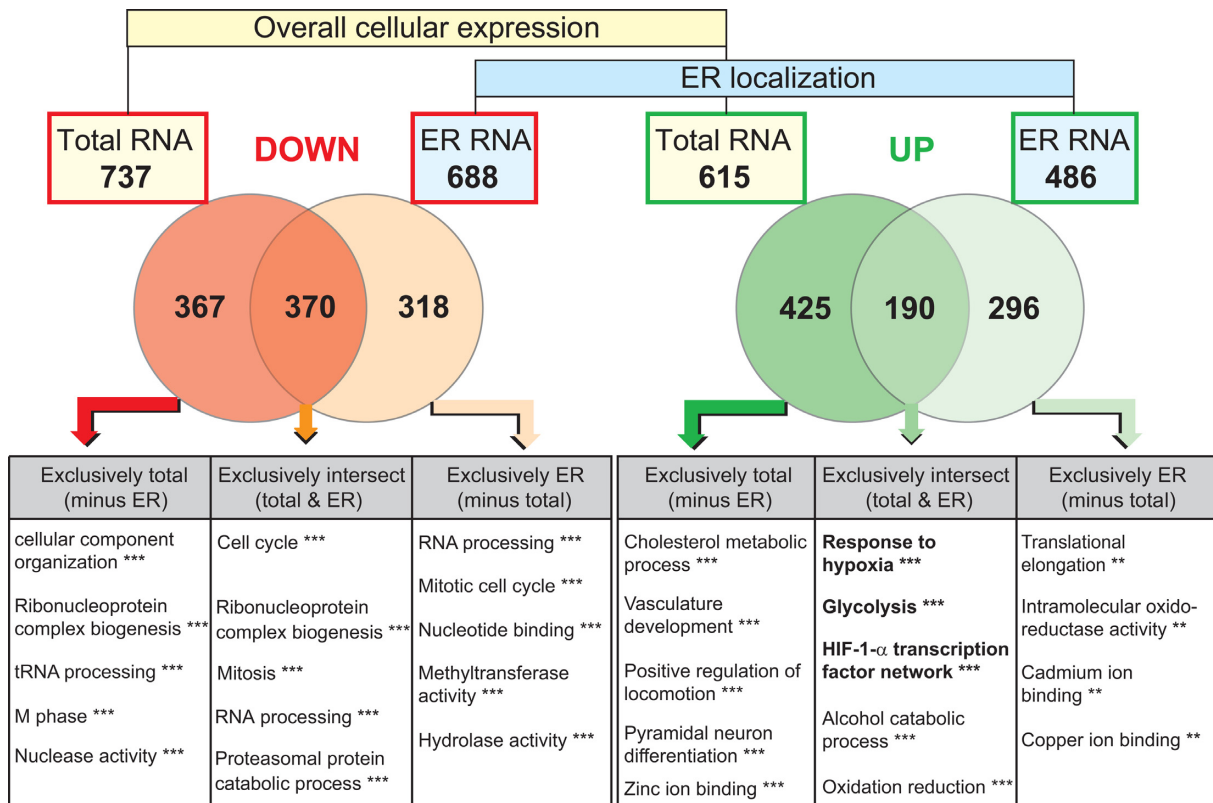 Overall cellular expression
ER localization
Total RNA
737
DOWN
ER RNA
688
Total RNA
615
UP
ER RNA
486
367
370
318
425
190
296
Exclusively total
(minus ER)
cellular component
organization ***
Ribonucleoprotein
complex biogenesis ***
tRNA processing ***
M phase ***
Nuclease activity ***
Exclusively intersect
(total & ER)
Cell cycle ***
Ribonucleoprotein
complex biogenesis ***
Mitosis ***
RNA processing ***
Proteasomal protein
catabolic process ***
Exclusively ER
(minus total)
RNA processing ***
Mitotic cell cycle ***
Nucleotide binding ***
Methyltransferase
activity ***
Hydrolase activity ***
Exclusively total
(minus ER)
Cholesterol metabolic
process ***
Vasculature
development ***
Positive regulation of
locomotion ***
Pyramidal neuron
differentiation ***
Zinc ion binding ***
Exclusively intersect
(total & ER)
Response to
hypoxia ***
Glycolysis ***
HIF-1-α transcription
factor network ***
Alcohol catabolic
process ***
Oxidation reduction ***
Exclusively ER
(minus total)
Translational
elongation **
Intramolecular oxido-
reductase activity **
Cadmium ion
binding **
Copper ion binding **